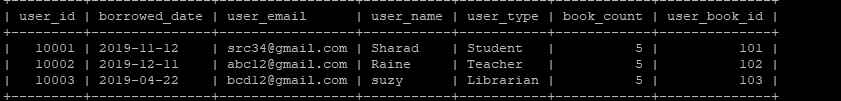 | user_id | borrowed_date | user_email | user_name | user_type | book_count | user_book_id |
| 10001 | 2019-11-12 | src34@gmail.com | Sharad | Student | 5 | 101 |
| 10002 | 2019-12-11 | abc12@gmail.com | Raine | Teacher | 5 | 102 |
| 10003 | 2019-04-22 | bcd12@gmail.com | suzy | Librarian | 5 | 103 |